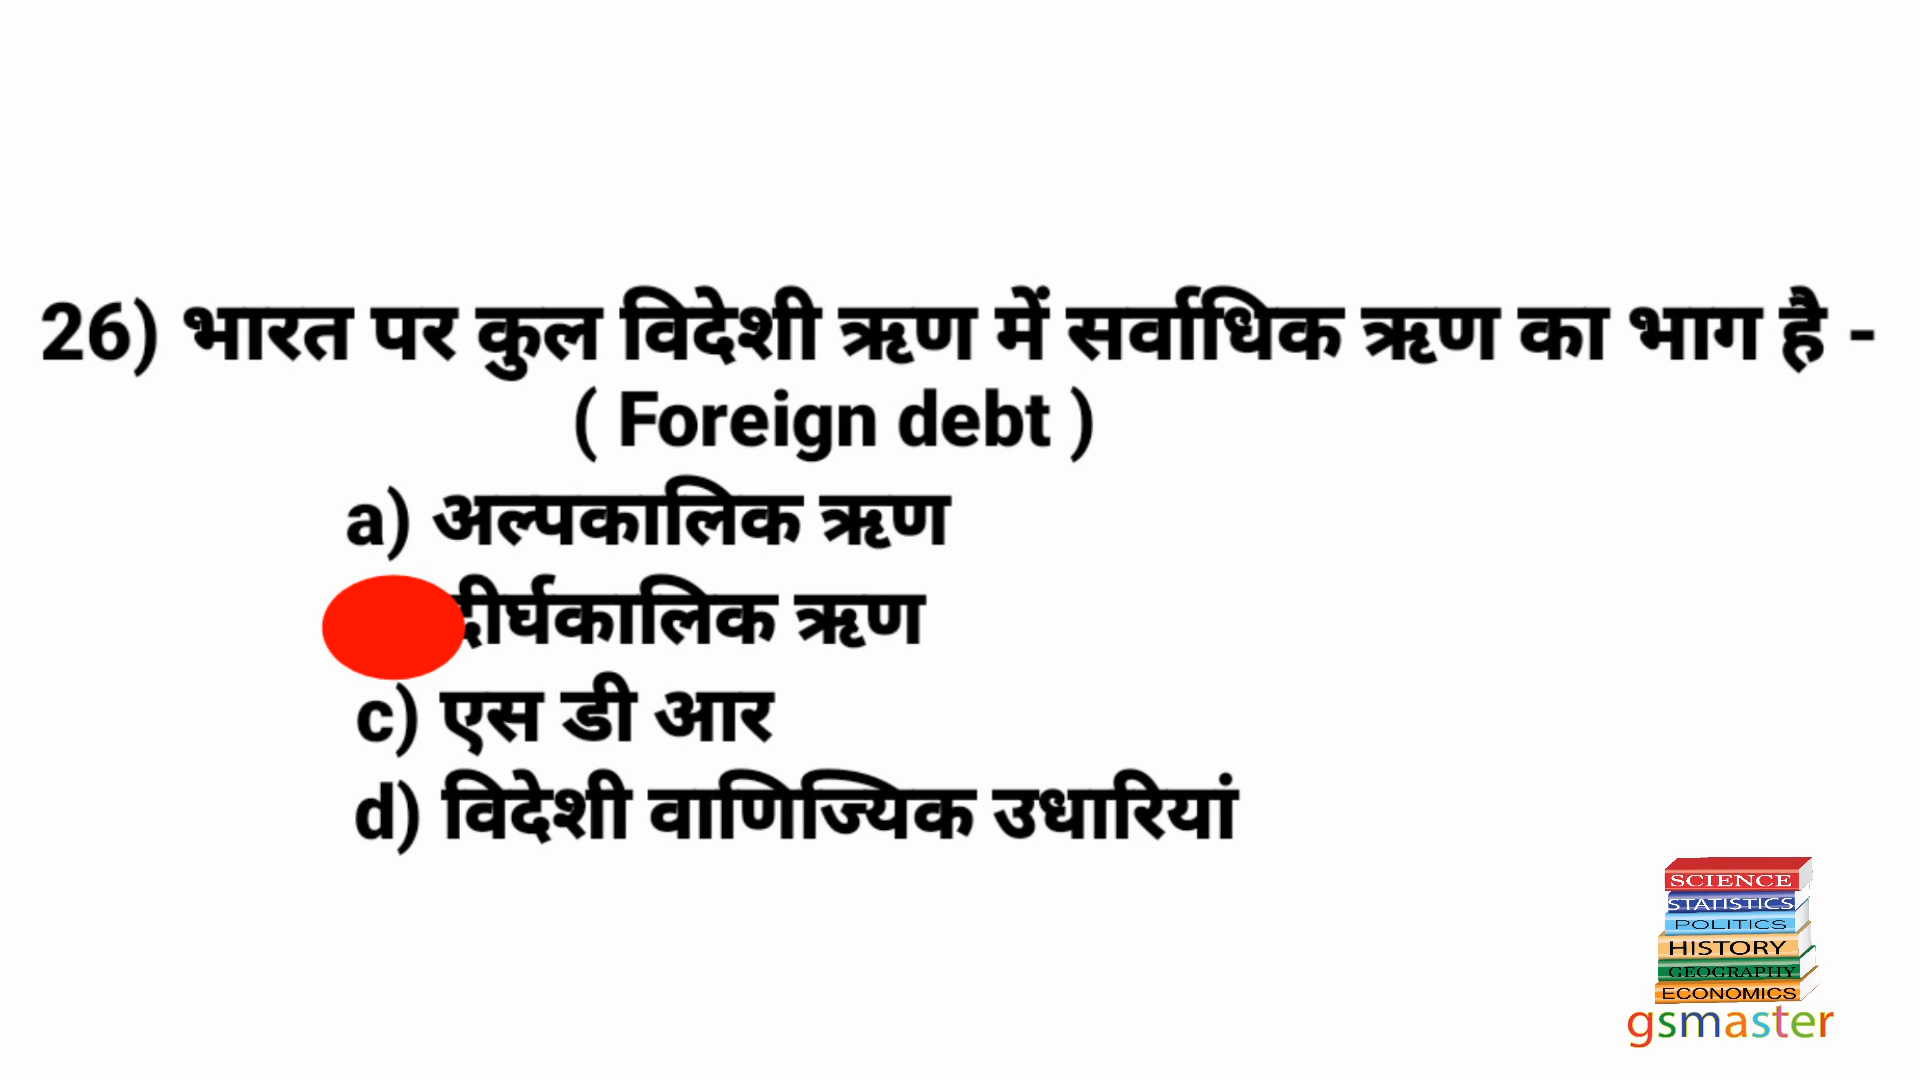 26) भारत पर कुल विदेशी ऋण में सर्वाधिक ऋण का भाग है -
( Foreign debt )
a) अल्पकालिक ऋण
दीर्घकालिक ऋण
c) एस डी आर
d) विदेशी वाणिज्यिक उधारियां
SCIENCE
STATISTICS
POLITICS
HISTORY
GEOGRAPHY
ECONOMICS
gsmaster